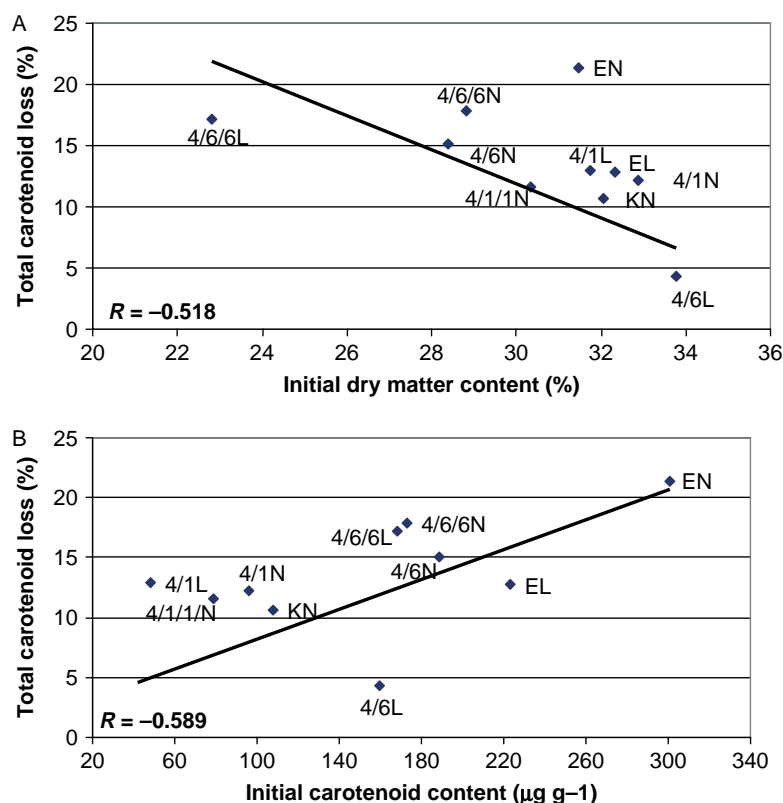 A
Total carotenoid loss (%)
25
20
15
10
5
0
EN
4/6/6N
4/6/6L
4/6N
4/1L
EL
4/1N
4/1/1N
KN
4/6L
R = –0.518
20 22 24 26 28 30 32 34 36
Initial dry matter content (%)
B
Total carotenoid loss (%)
25
20
15
10
5
0
EN
4/6/6L
4/6/6N
4/1L
4/1N
4/6N
EL
4/1/1/N
KN
4/6L
R = –0.589
20 60 100 140 180 220 260 300 340
Initial carotenoid content (µg g–1)